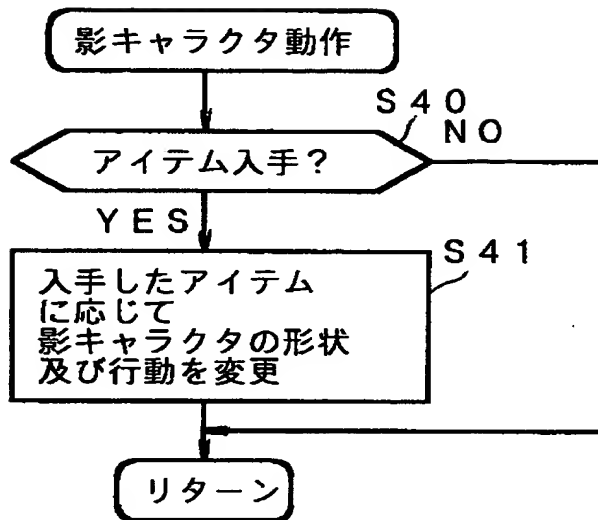 影キャラクタ動作
S40
アイテム入手?
NO
YES
S41
入手したアイテム
に応じて
影キャラクタの形状
及び行動を変更
リターン